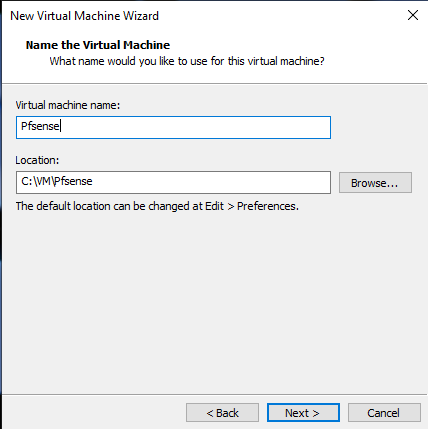 New Virtual Machine Wizard
Name the Virtual Machine
What name would you like to use for this virtual machine?
Virtual machine name:
Pfsense
Location:
C:\VM\Pfsense
Browse...
The default location can be changed at Edit > Preferences.
< Back
Next >
Cancel